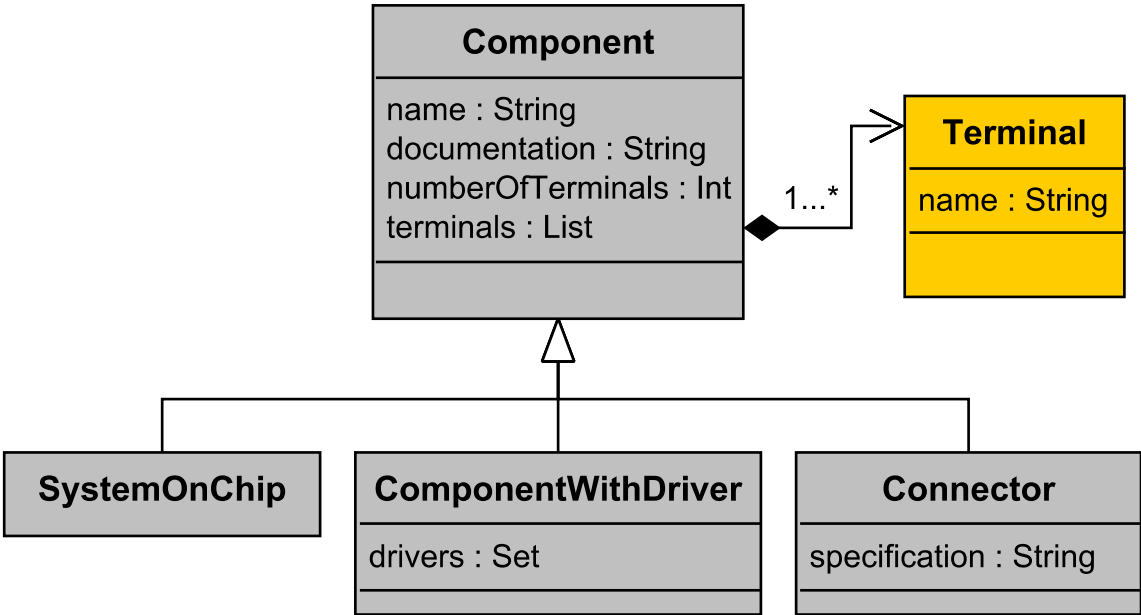 Component
name : String
documentation : String
numberOfTerminals : Int
terminals : List
1...*
Terminal
name : String
SystemOnChip
ComponentWithDriver
drivers : Set
Connector
specification : String